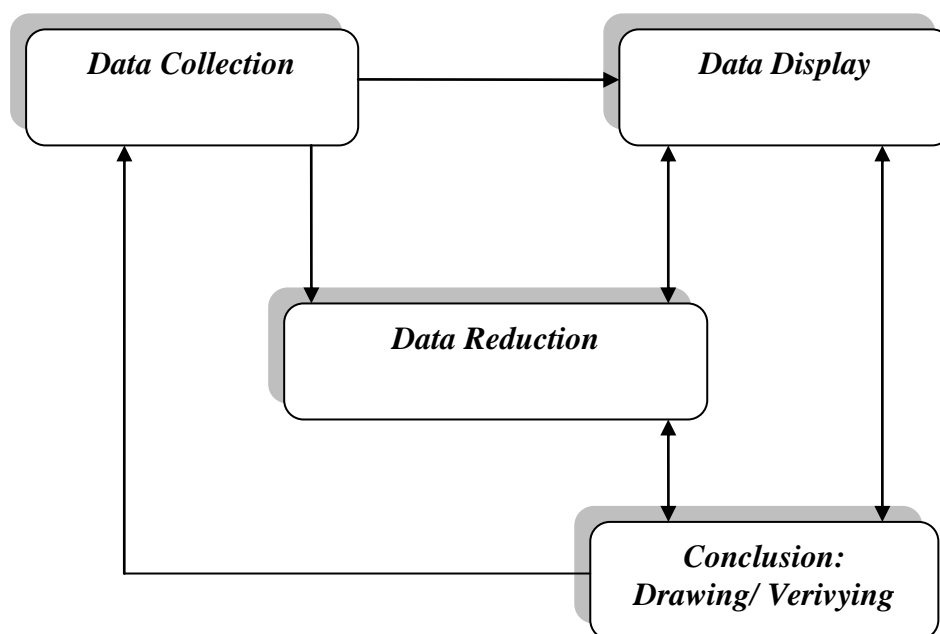 Data Collection
Data Display
Data Reduction
Conclusion:
Drawing/ Verivying